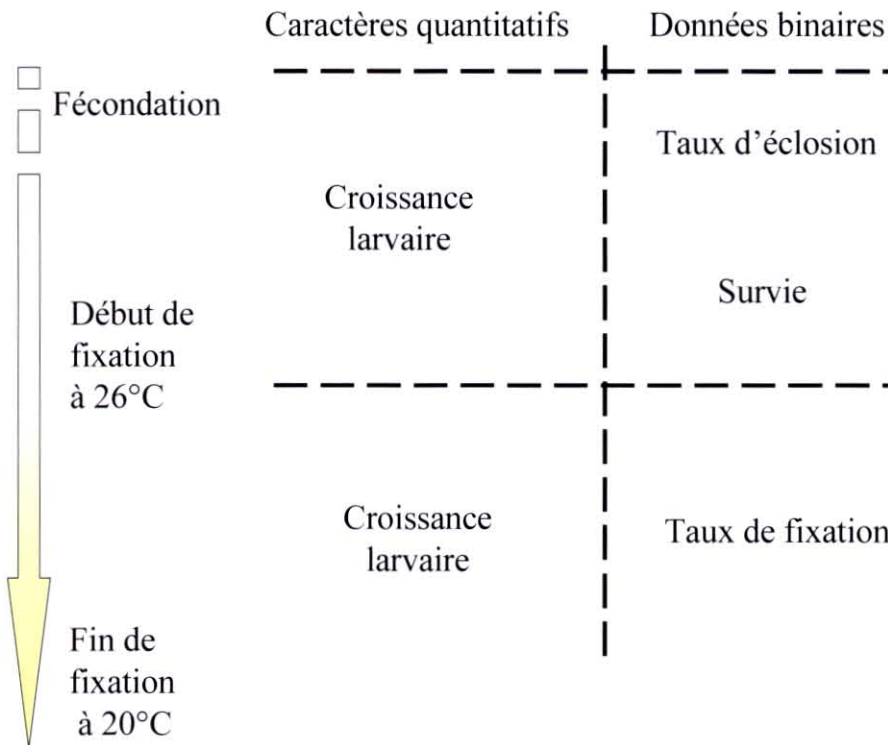 Caractères quantitatifs
Données binaires
Fécondation
Taux d'éclosion
Croissance
larvaire
Survie
Début de
fixation
à 26°C
Croissance
larvaire
Taux de fixation
Fin de
fixation
à 20°C